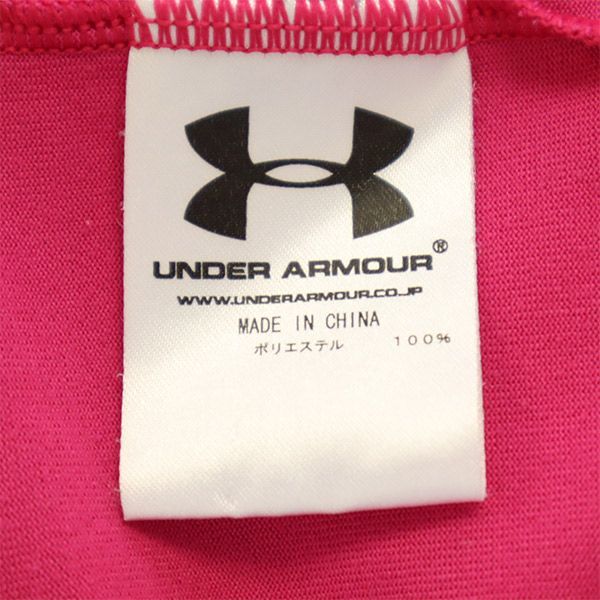 UNDER ARMOUR®
WWW.UNDERARMOUR.CO.JP
MADE IN CHINA
ポリエステル 100%